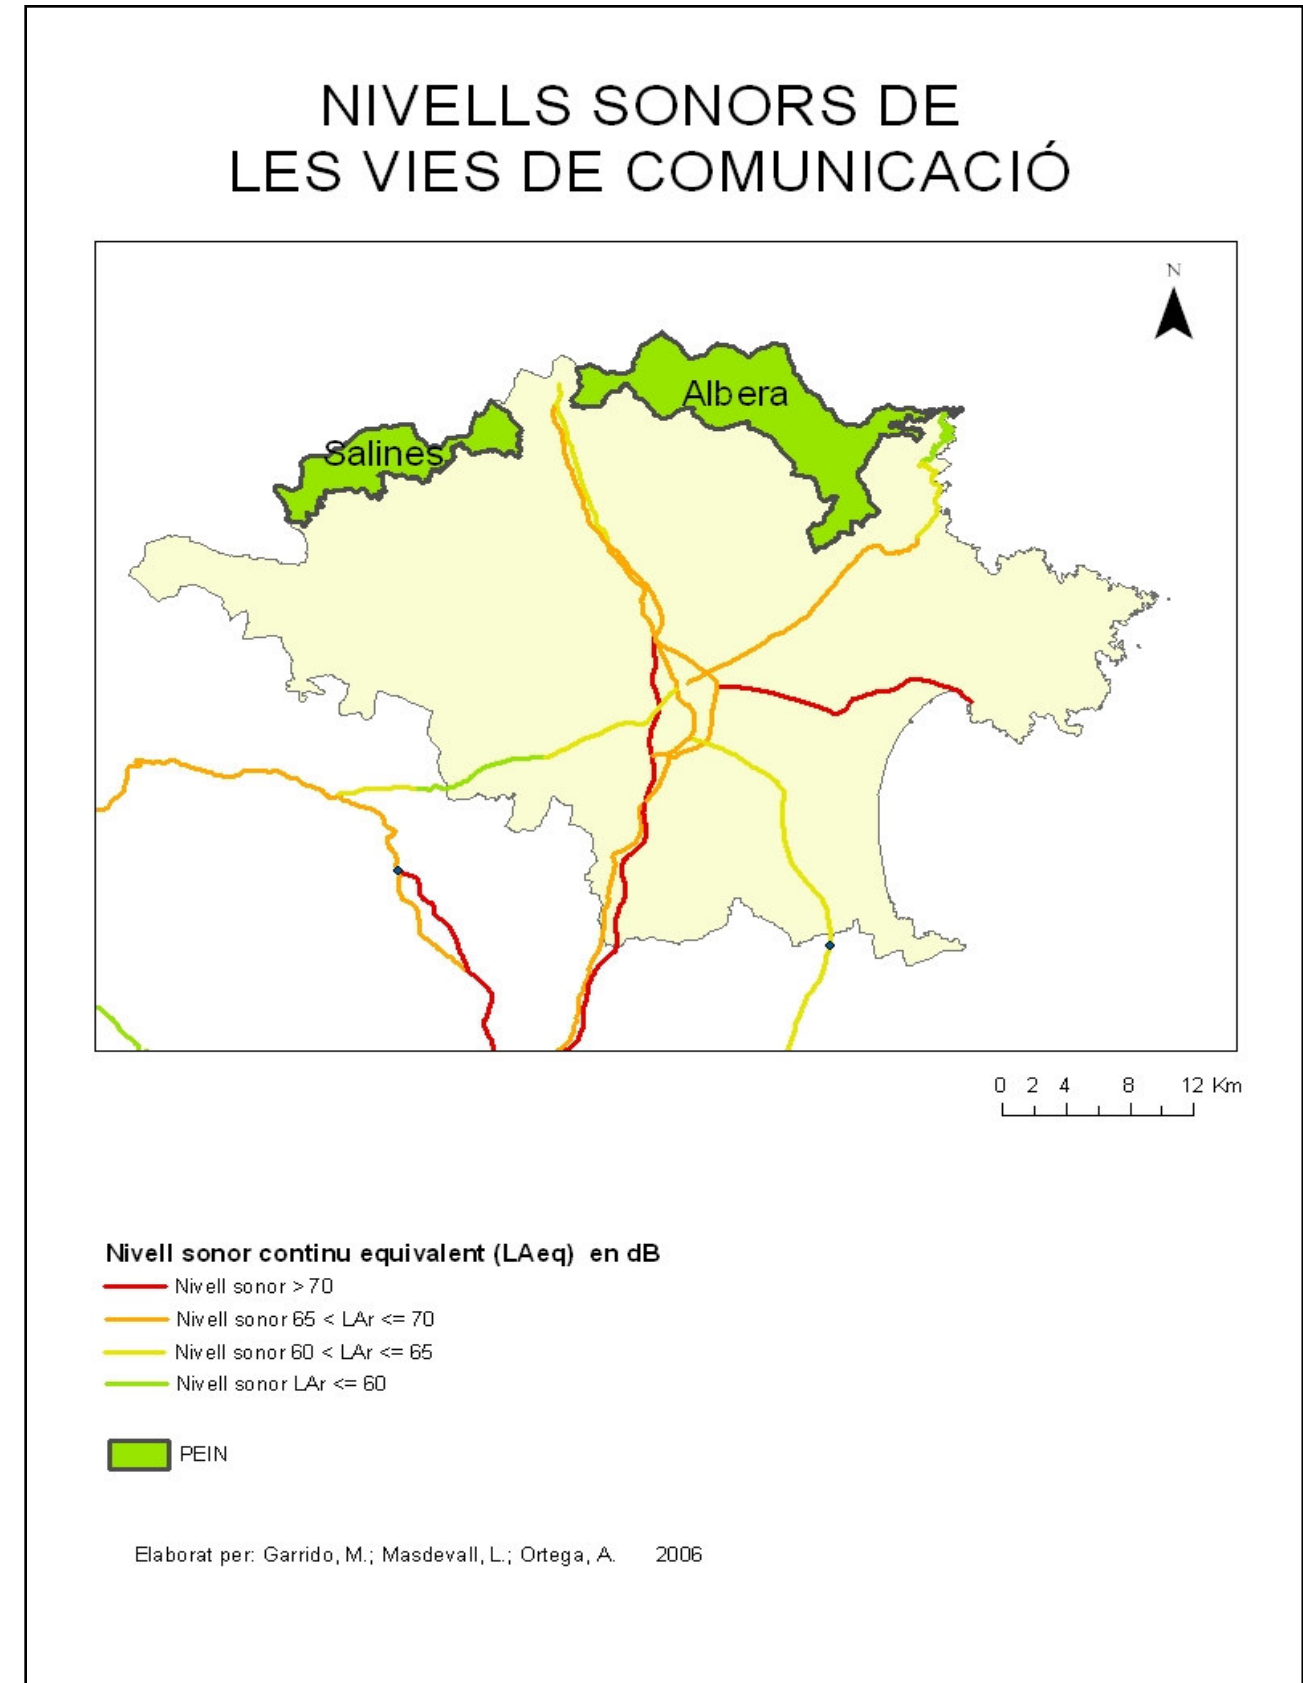 NIVELLS SONORS DE
LES VIES DE COMUNICACIÓ
N
Albera
Salines
0 2 4 8 12 Km
Nivell sonor continu equivalent (LAeq) en dB
Nivell sonor > 70
Nivell sonor 65 < LAr <= 70
Nivell sonor 60 < LAr <= 65
Nivell sonor LAr <= 60
PEIN
Elaborat per: Garrido, M.; Masdevall, L.; Ortega, A. 2006